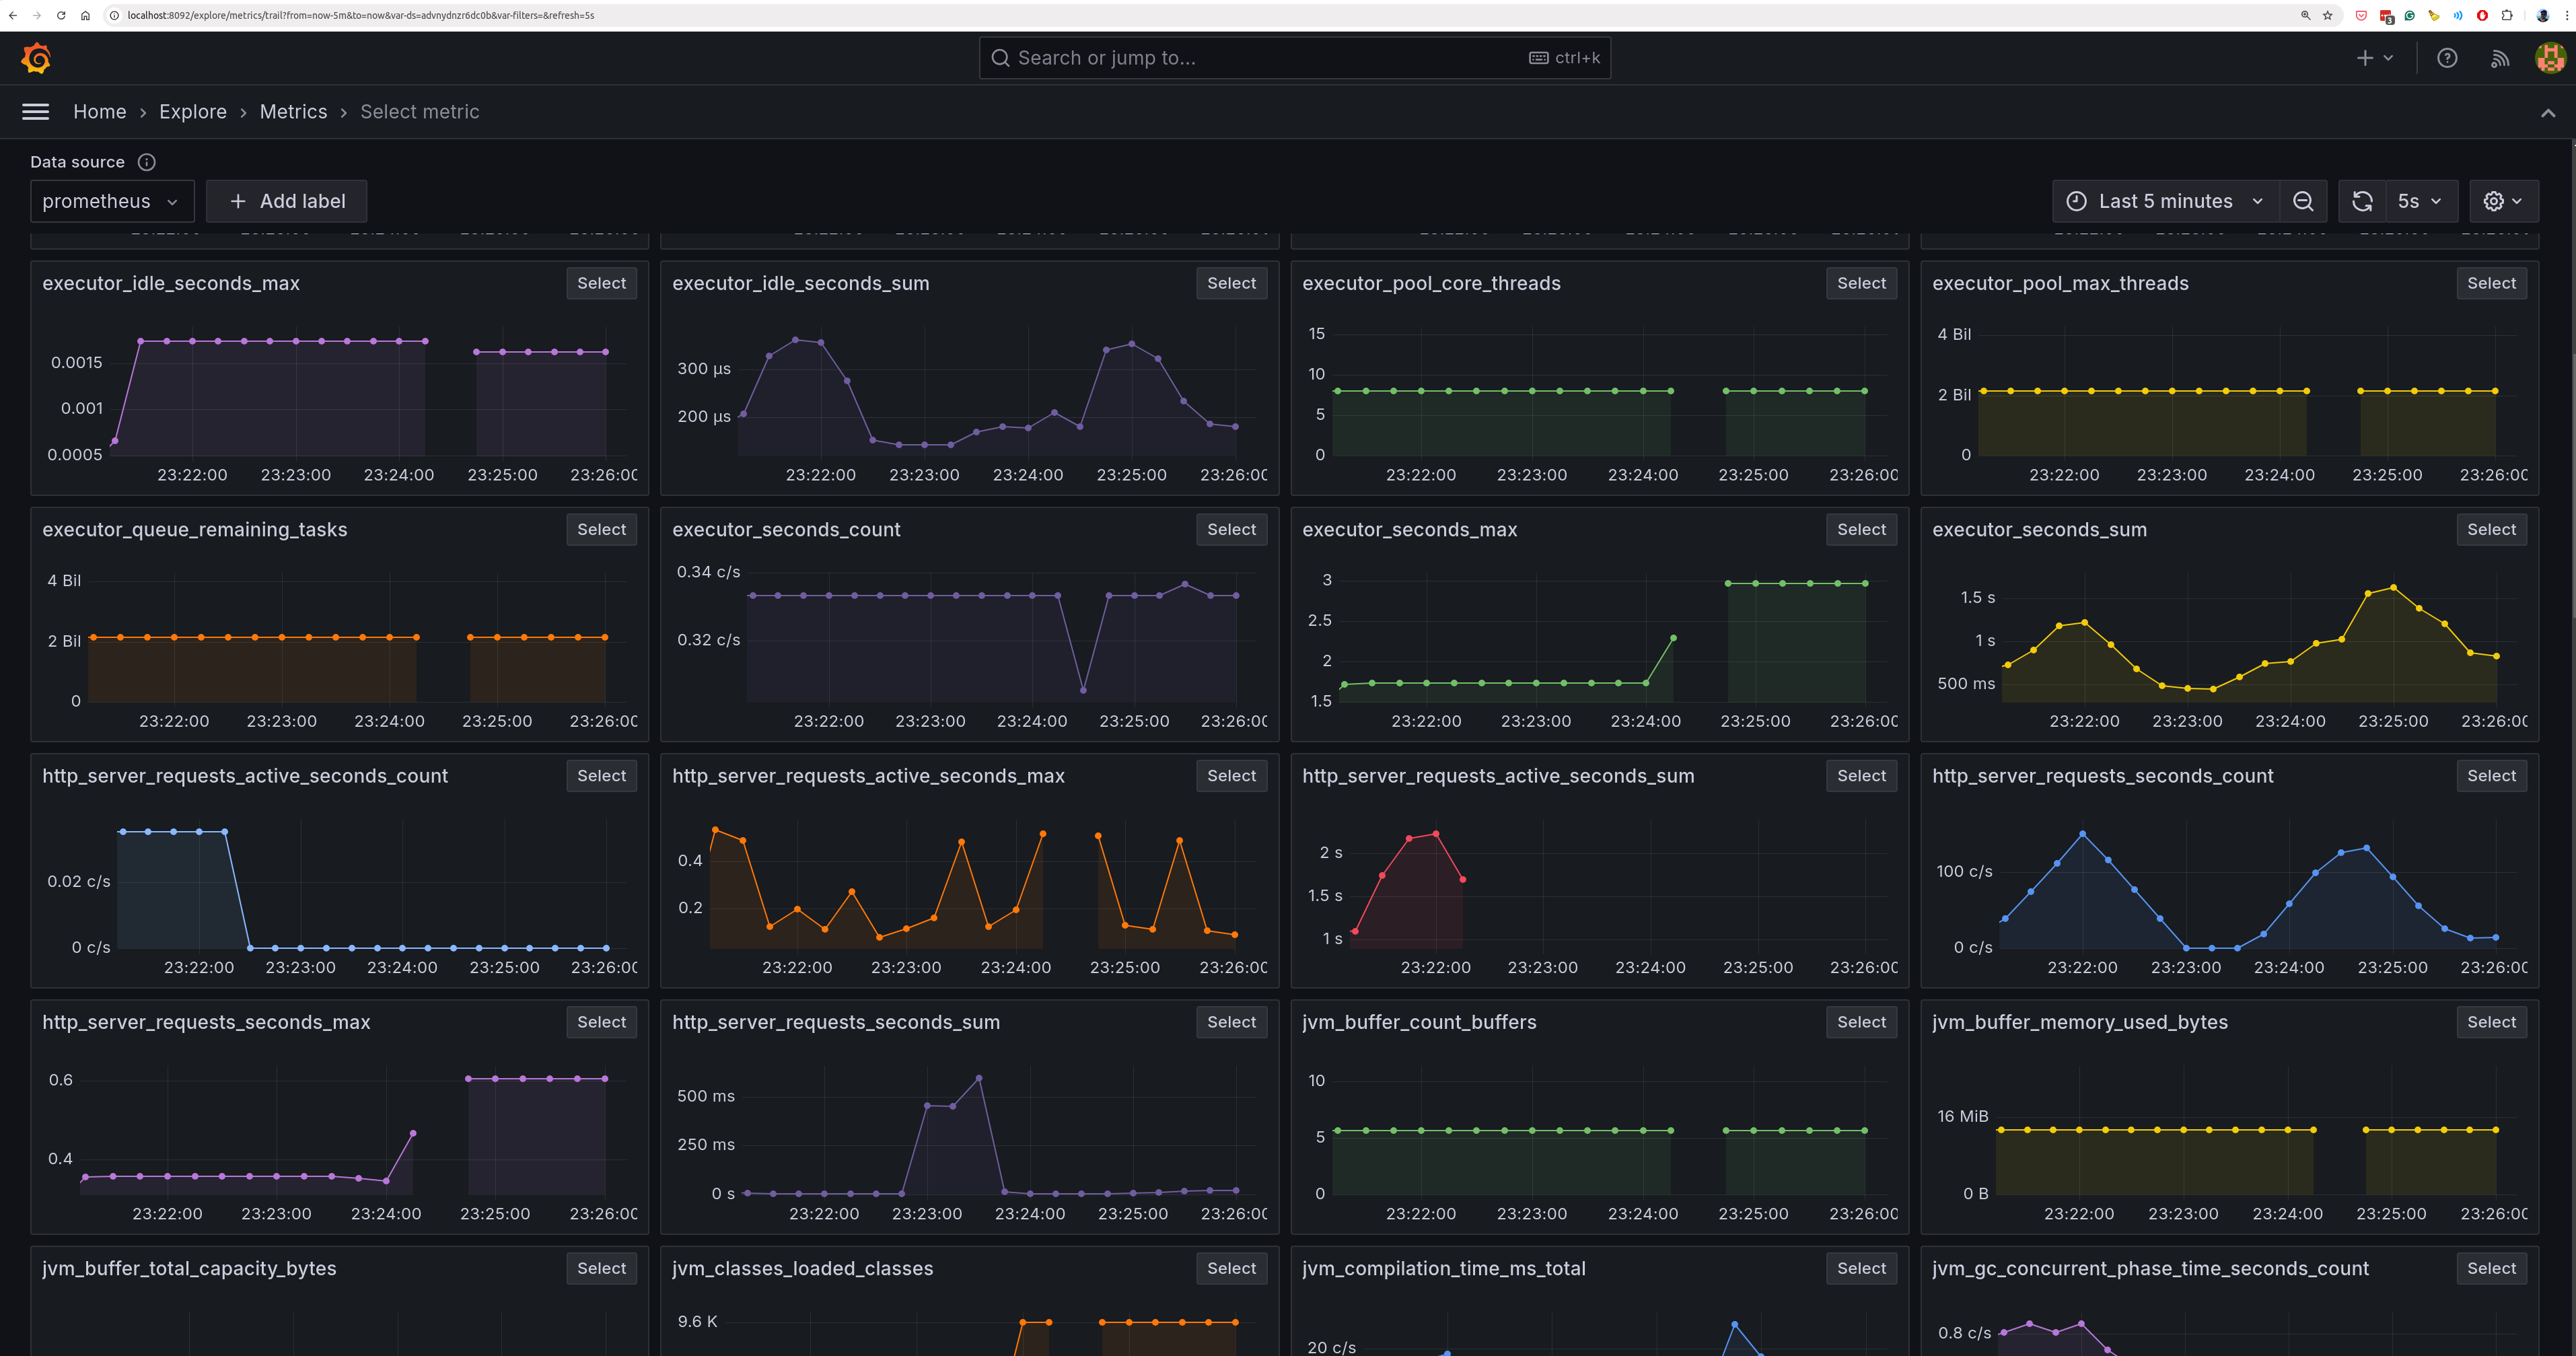 localhost:8092/explore/metrics/trail?from=now-5m&to=now&var-ds=advnydnzr6dc0b&var-filters=&refresh=5s
3
Search or jump to... ctrl+k
Home › Explore › Metrics › Select metric
Data source
prometheus + Add label Last 5 minutes 5s
executor_idle_seconds_max Select
0.0015
0.001
0.0005
23:22:00 23:23:00 23:24:00 23:25:00 23:26:00
executor_idle_seconds_sum Select
300 µs
200 µs
23:22:00 23:23:00 23:24:00 23:25:00 23:26:00
executor_pool_core_threads Select
15
10
5
0
23:22:00 23:23:00 23:24:00 23:25:00 23:26:00
executor_pool_max_threads Select
4 Bil
2 Bil
0
23:22:00 23:23:00 23:24:00 23:25:00 23:26:00
executor_queue_remaining_tasks Select
4 Bil
2 Bil
0
23:22:00 23:23:00 23:24:00 23:25:00 23:26:00
executor_seconds_count Select
0.34 c/s
0.32 c/s
23:22:00 23:23:00 23:24:00 23:25:00 23:26:00
executor_seconds_max Select
3
2.5
2
1.5
23:22:00 23:23:00 23:24:00 23:25:00 23:26:00
executor_seconds_sum Select
1.5 s
1 s
500 ms
23:22:00 23:23:00 23:24:00 23:25:00 23:26:00
http_server_requests_active_seconds_count Select
0.02 c/s
0 c/s
23:22:00 23:23:00 23:24:00 23:25:00 23:26:00
http_server_requests_active_seconds_max Select
0.4
0.2
23:22:00 23:23:00 23:24:00 23:25:00 23:26:00
http_server_requests_active_seconds_sum Select
2 s
1.5 s
1 s
23:22:00 23:23:00 23:24:00 23:25:00 23:26:00
http_server_requests_seconds_count Select
100 c/s
0 c/s
23:22:00 23:23:00 23:24:00 23:25:00 23:26:00
http_server_requests_seconds_max Select
0.6
0.4
23:22:00 23:23:00 23:24:00 23:25:00 23:26:00
http_server_requests_seconds_sum Select
500 ms
250 ms
0 s
23:22:00 23:23:00 23:24:00 23:25:00 23:26:00
jvm_buffer_count_buffers Select
10
5
0
23:22:00 23:23:00 23:24:00 23:25:00 23:26:00
jvm_buffer_memory_used_bytes Select
16 MiB
0 B
23:22:00 23:23:00 23:24:00 23:25:00 23:26:00
jvm_buffer_total_capacity_bytes Select
jvm_classes_loaded_classes Select
9.6 K
jvm_compilation_time_ms_total Select
20 c/s
jvm_gc_concurrent_phase_time_seconds_count Select
0.8 c/s